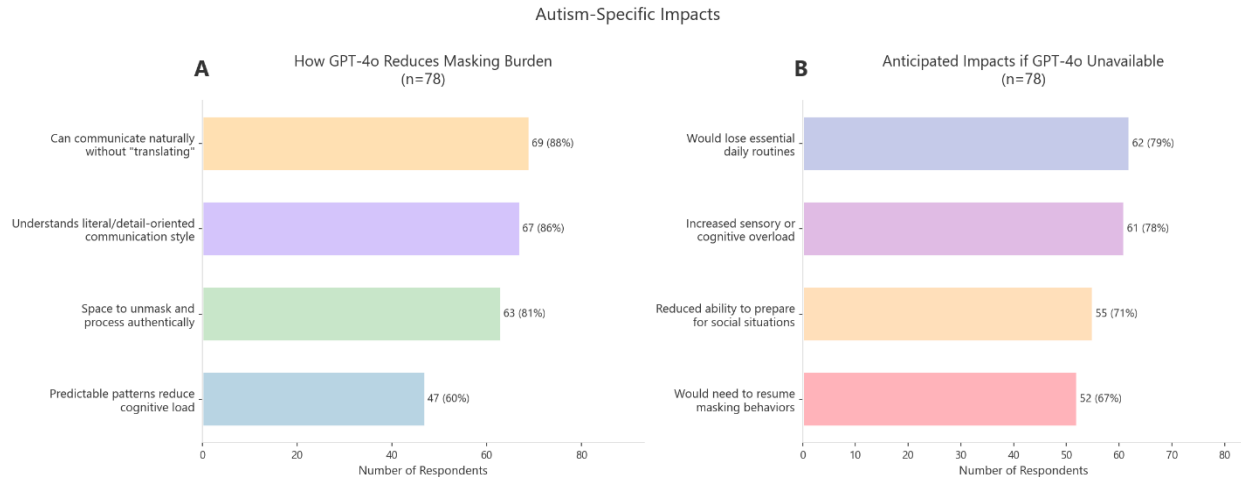 Autism-Specific Impacts
A
How GPT-4o Reduces Masking Burden
(n=78)
Can communicate naturally
without "translating"
69 (88%)
Understands literal/detail-oriented
communication style
67 (86%)
Space to unmask and
process authentically
63 (81%)
Predictable patterns reduce
cognitive load
47 (60%)
0 20 40 60 80
Number of Respondents
B
Anticipated Impacts if GPT-4o Unavailable
(n=78)
Would lose essential
daily routines
62 (79%)
Increased sensory or
cognitive overload
61 (78%)
Reduced ability to prepare
for social situations
55 (71%)
Would need to resume
masking behaviors
52 (67%)
0 10 20 30 40 50 60 70 80
Number of Respondents